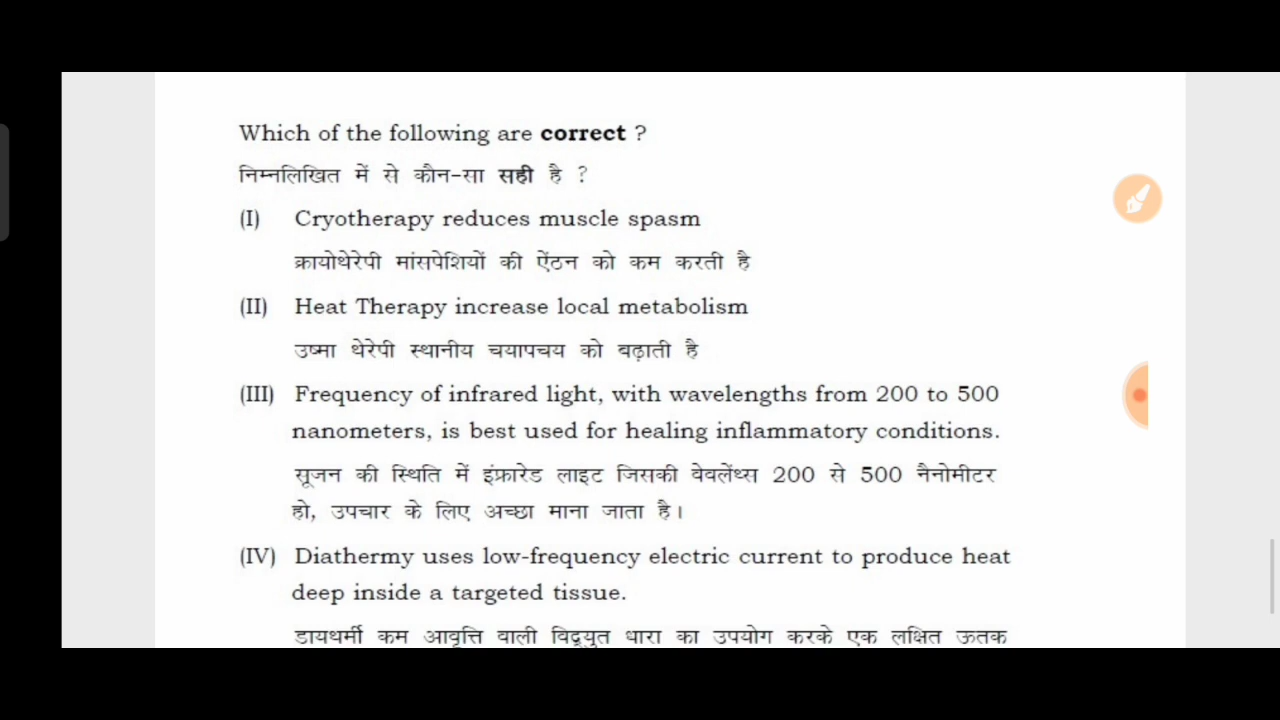 Which of the following are correct ?
निम्नलिखित में से कौन-सा सही है ?
(I) Cryotherapy reduces muscle spasm
क्रायोथेरेपी मांसपेशियों की ऐंठन को कम करती है
(II) Heat Therapy increase local metabolism
उष्मा थेरेपी स्थानीय चयापचय को बढ़ाती है
(III) Frequency of infrared light, with wavelengths from 200 to 500
nanometers, is best used for healing inflammatory conditions.
सूजन की स्थिति में इंफ्रारेड लाइट जिसकी वेवलेंथ्स 200 से 500 नैनोमीटर
हो, उपचार के लिए अच्छा माना जाता है।
(IV) Diathermy uses low-frequency electric current to produce heat
deep inside a targeted tissue.
डायथर्मी कम आवृत्ति वाली विद्युत धारा का उपयोग करके एक लक्षित ऊतक